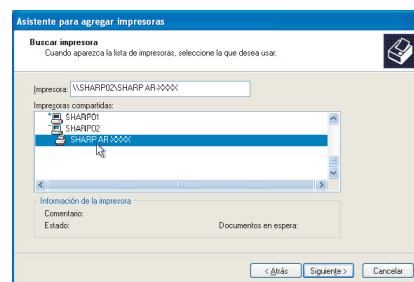 Asistente para agregar impresoras
Buscar impresora
Cuando aparezca la lista de impresoras, seleccione la que desea usar.
Impresora: \\SHARP02\SHARP AR-XXXX
Impresoras compartidas:
SHARP01
SHARP02
SHARP AR-XXXX
Información de la impresora
Comentario:
Estado: Documentos en espera:
< Atrás Siguiente > Cancelar